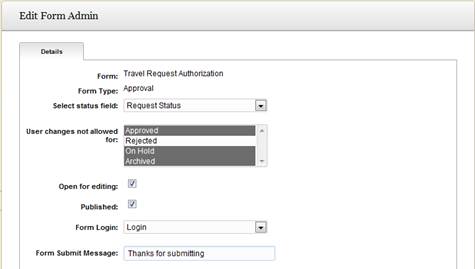 Edit Form Admin
Details
Form: Travel Request Authorization
Form Type: Approval
Select status field: Request Status
User changes not allowed for:
Approved
Rejected
On Hold
Archived
Open for editing:
Published:
Form Login: Login
Form Submit Message: Thanks for submitting